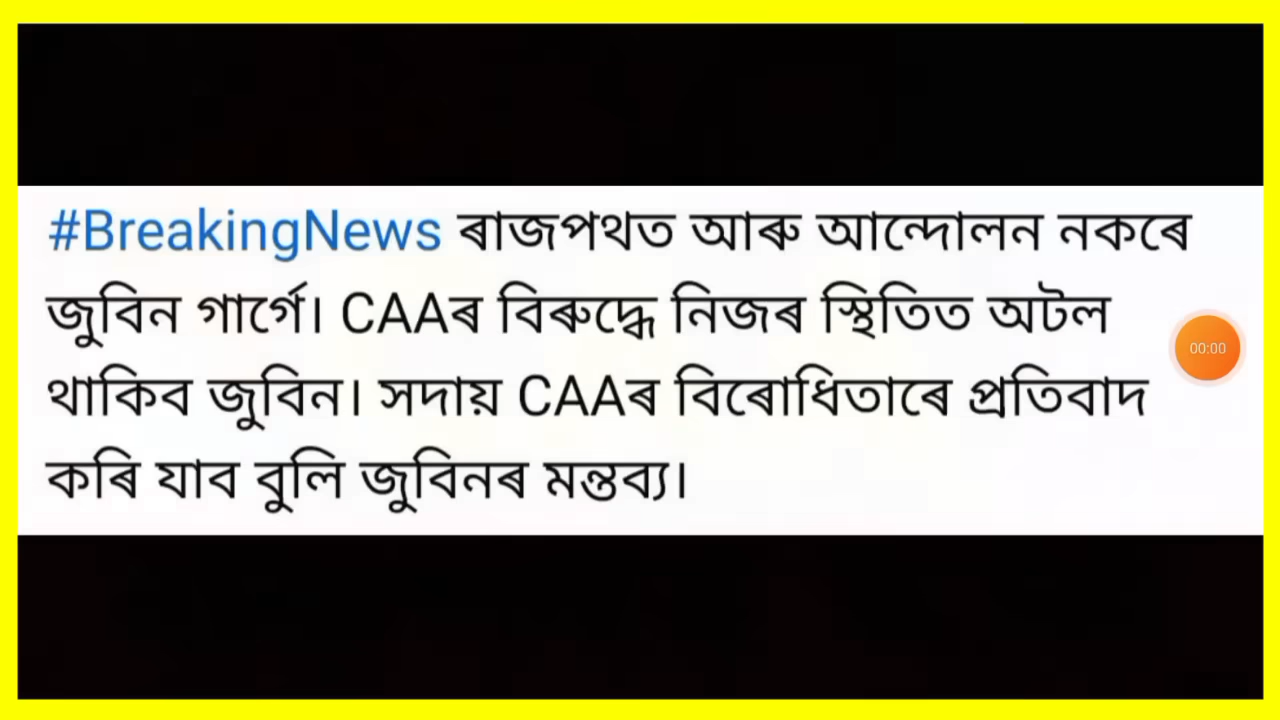 #BreakingNews ৰাজপথত আৰু আন্দোলন নকৰে
জুবিন গাৰ্গে। CAAৰ বিৰুদ্ধে নিজৰ স্থিতিত অটল
থাকিব জুবিন। সদায় CAAৰ বিৰোধিতাৰে প্ৰতিবাদ
কৰি যাব বুলি জুবিনৰ মন্তব্য।
00:00